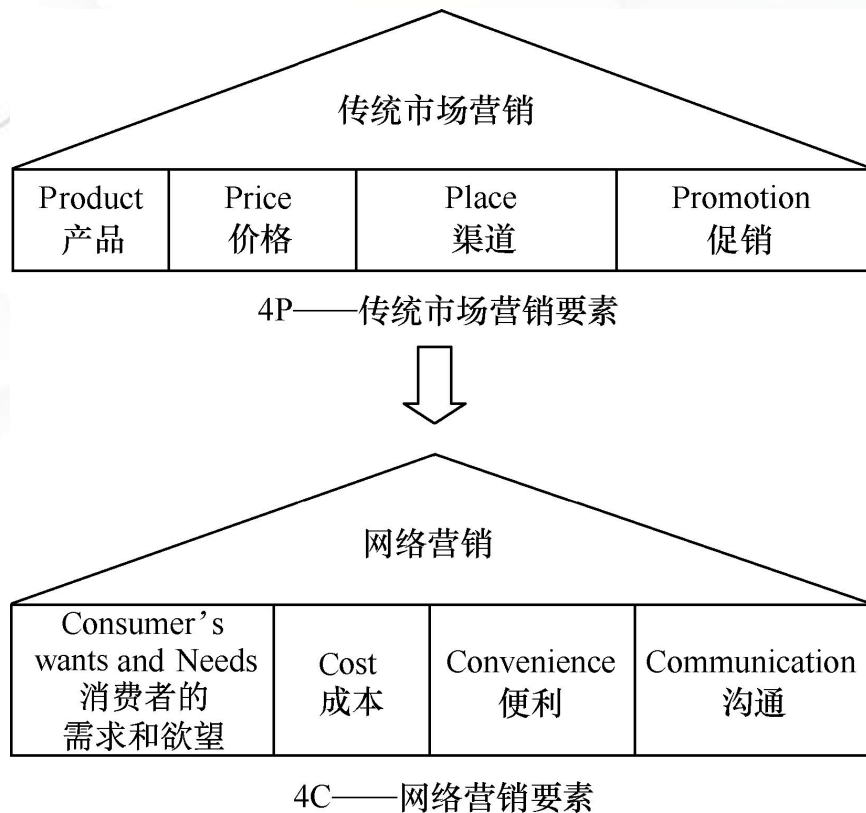 传统市场营销
Product
产品
Price
价格
Place
渠道
Promotion
促销
4P——传统市场营销要素
网络营销
Consumer’s
wants and Needs
消费者的
需求和欲望
Cost
成本
Convenience
便利
Communication
沟通
4C——网络营销要素